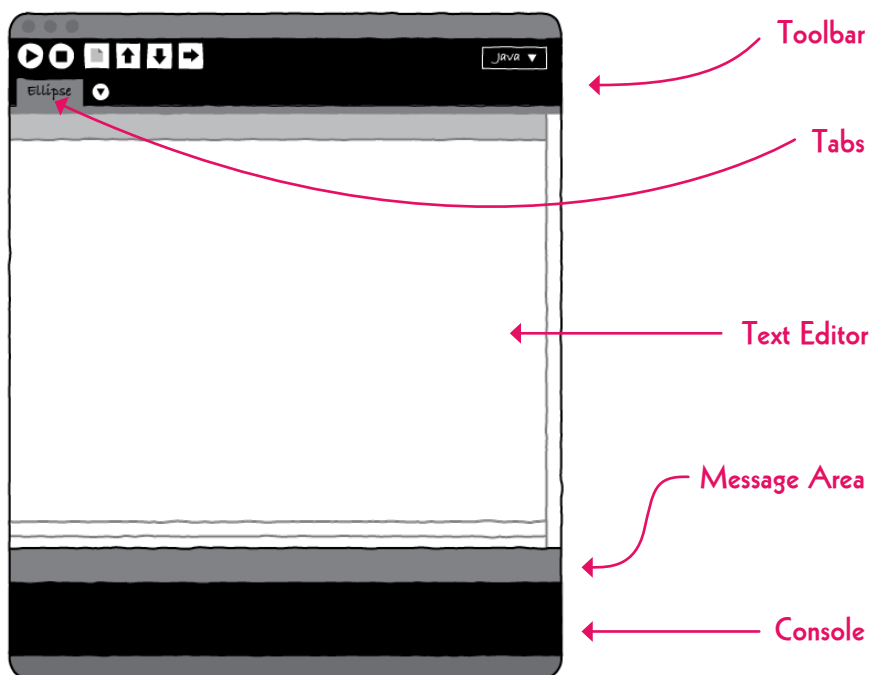 Toolbar
Java
Ellipse
Tabs
Text Editor
Message Area
Console